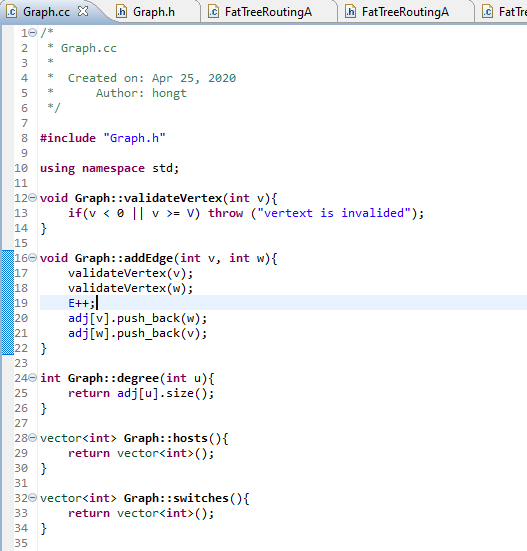 Graph.cc Graph.h FatTreeRoutingA FatTreeRoutingA FatTre
1 /*
2 * Graph.cc
3 *
4 * Created on: Apr 25, 2020
5 * Author: hongt
6 */
7
8 #include "Graph.h"
9
10 using namespace std;
11
12 void Graph::validateVertex(int v){
13 if(v < 0 || v >= V) throw ("vertext is invalided");
14 }
15
16 void Graph::addEdge(int v, int w){
17 validateVertex(v);
18 validateVertex(w);
19 E++;
20 adj[v].push_back(w);
21 adj[w].push_back(v);
22 }
23
24 int Graph::degree(int u){
25 return adj[u].size();
26 }
27
28 vector<int> Graph::hosts(){
29 return vector<int>();
30 }
31
32 vector<int> Graph::switches(){
33 return vector<int>();
34 }
35